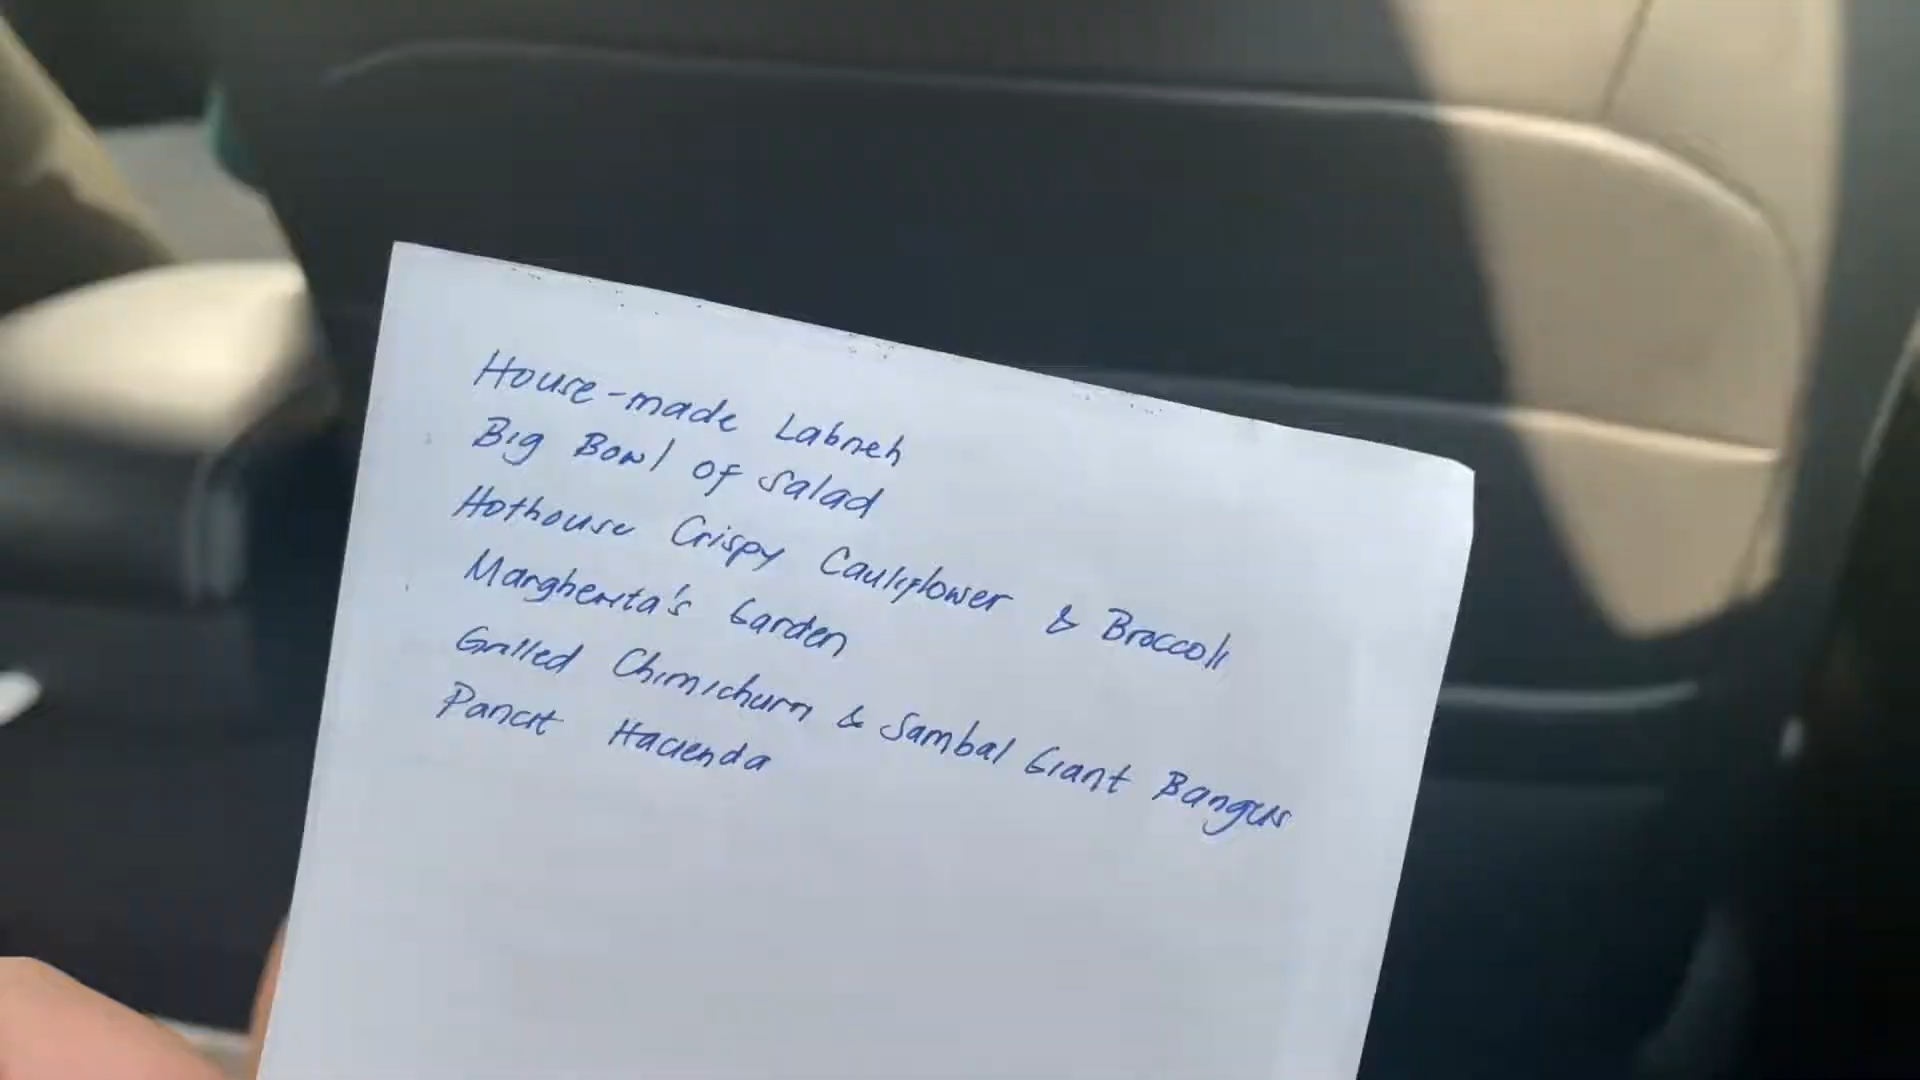 House-made Labneh
Big Bowl of Salad
Hothouse Crispy Cauliflower & Broccoli
Margherita's Garden
Grilled Chimichurri & Sambal Giant Bangus
Pancit Hacienda